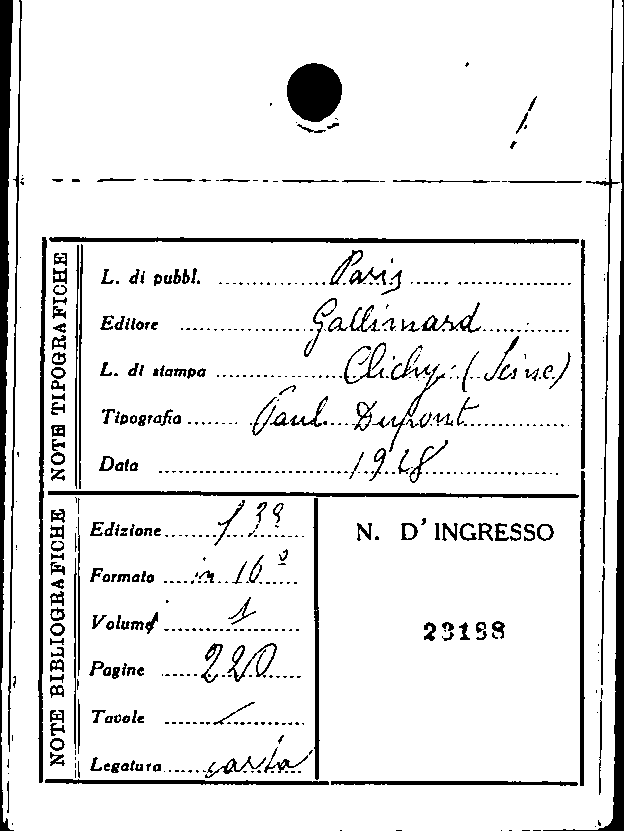 NOTE TIPOGRAFICHE
L. di pubbl. Paris
Editore Gallimard
L. di stampa Clichy (Seine)
Tipografia Paul Dupont
Data 1928
NOTE BIBLIOGRAFICHE
Edizione 13ª
Formato in 16º
Volume 1
Pagine 220
Tavole /
Legatura carta
N. D'INGRESSO
23188